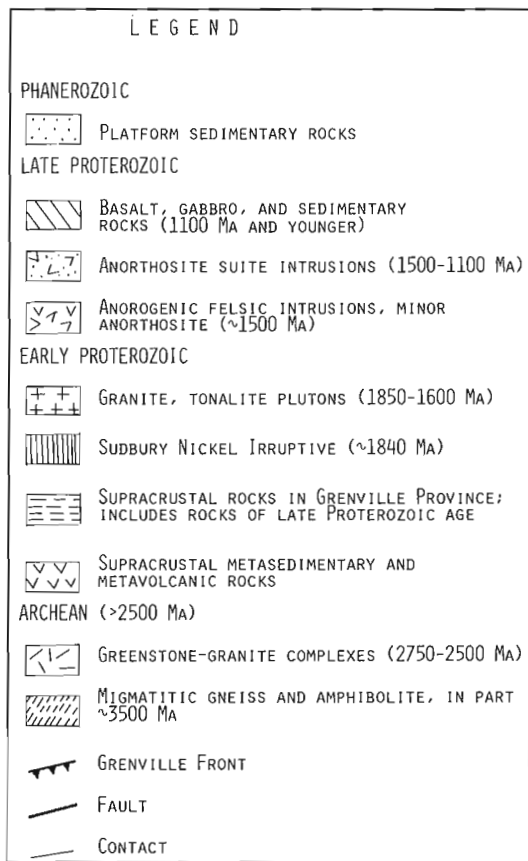 LEGEND
PHANEROZOIC
PLATFORM SEDIMENTARY ROCKS
LATE PROTEROZOIC
BASALT, GABBRO, AND SEDIMENTARY
ROCKS (1100 MA AND YOUNGER)
ANORTHOSITE SUITE INTRUSIONS (1500-1100 MA)
ANOROGENIC FELSIC INTRUSIONS, MINOR
ANORTHOSITE (~1500 MA)
EARLY PROTEROZOIC
GRANITE, TONALITE PLUTONS (1850-1600 MA)
SUDBURY NICKEL IRRUPTIVE (~1840 MA)
SUPRACRUSTAL ROCKS IN GRENVILLE PROVINCE;
INCLUDES ROCKS OF LATE PROTEROZOIC AGE
SUPRACRUSTAL METASEDIMENTARY AND
METAVOLCANIC ROCKS
ARCHEAN (>2500 MA)
GREENSTONE-GRANITE COMPLEXES (2750-2500 MA)
MIGMATITIC GNEISS AND AMPHIBOLITE, IN PART
~3500 MA
GRENVILLE FRONT
FAULT
CONTACT